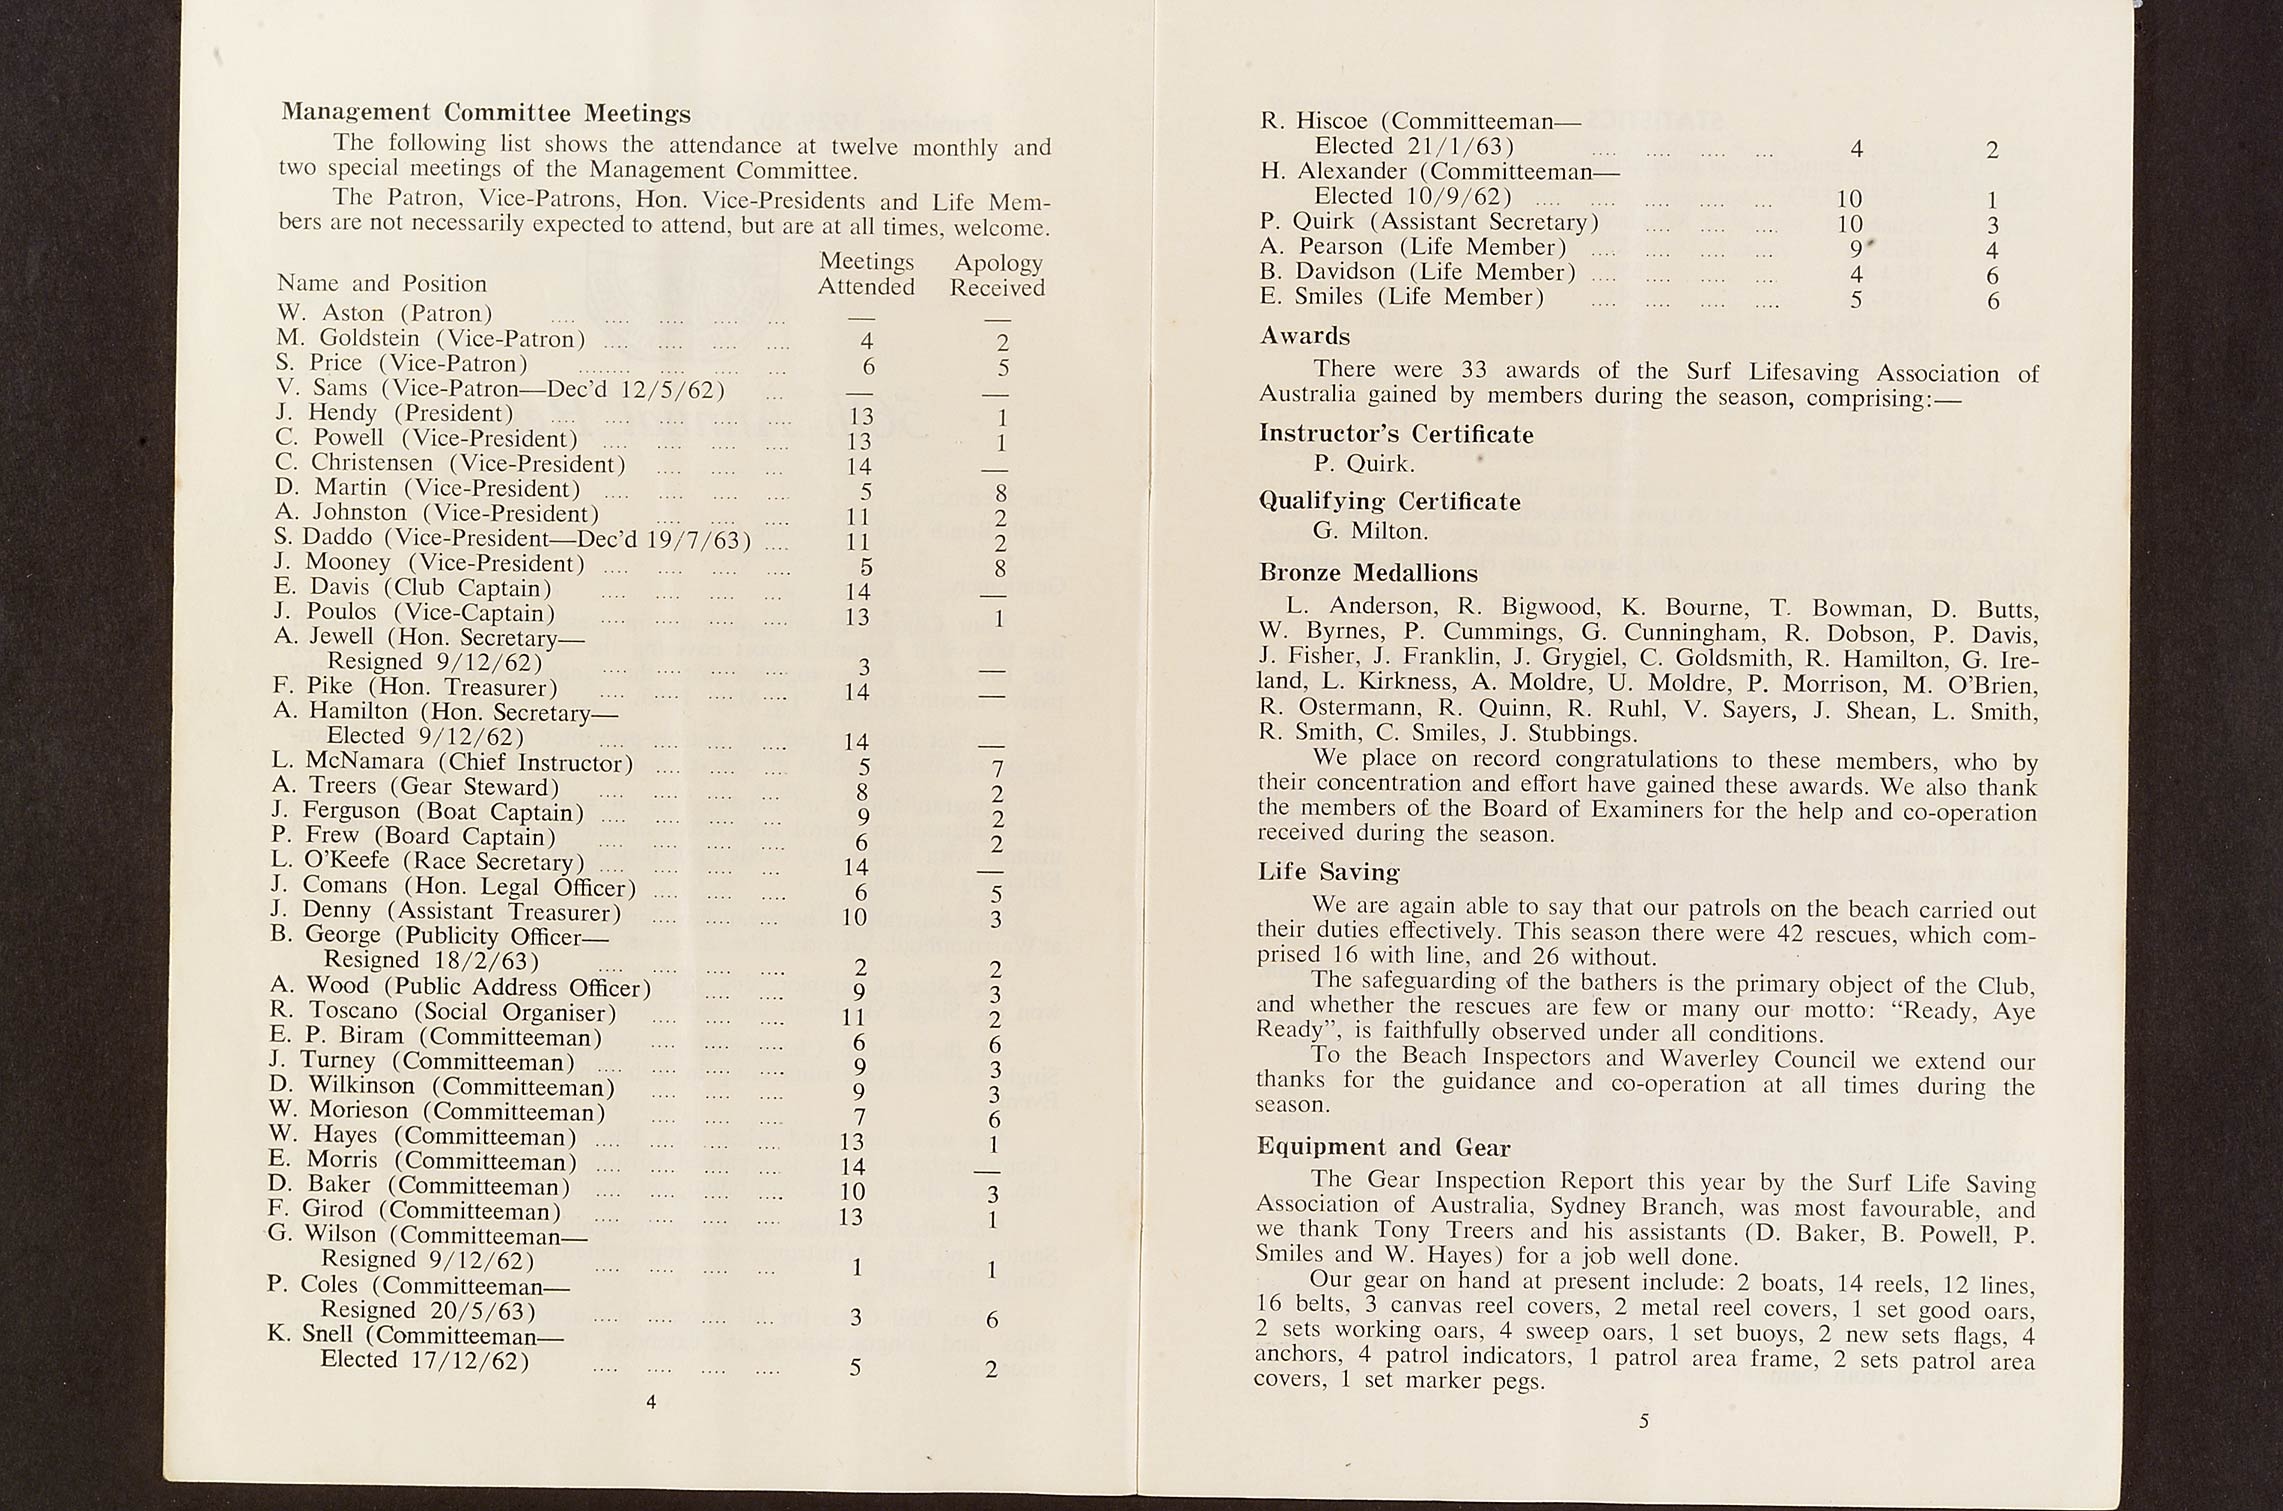 Management Committee Meetings
The following list shows the attendance at twelve monthly and
two special meetings of the Management Committee.
The Patron, Vice-Patrons, Hon. Vice-Presidents and Life Mem-
bers are not necessarily expected to attend, but are at all times, welcome.
Meetings Apology
Name and Position Attended Received
W. Aston (Patron) .... .... .... .... ... — —
M. Goldstein (Vice-Patron) .... .... .... .... 4 2
S. Price (Vice-Patron) ........ .... .... ... 6 5
V. Sams (Vice-Patron—Dec'd 12/5/62) ... — —
J. Hendy (President) .... .... .... .... .... 13 1
C. Powell (Vice-President) .... .... .... .... 13 1
C. Christensen (Vice-President) .... .... ... 14 —
D. Martin (Vice-President) .... .... .... .... 5 8
A. Johnston (Vice-President) .... .... .... 11 2
S. Daddo (Vice-President—Dec'd 19/7/63) .... 11 2
J. Mooney (Vice-President) .... .... .... .... 5 8
E. Davis (Club Captain) .... .... .... ... 14 —
J. Poulos (Vice-Captain) .... .... .... .... 13 1
A. Jewell (Hon. Secretary—
Resigned 9/12/62) .... .... .... .... 3 —
F. Pike (Hon. Treasurer) .... .... .... .... 14 —
A. Hamilton (Hon. Secretary—
Elected 9/12/62) .... .... .... .... 14 —
L. McNamara (Chief Instructor) .... .... .... 5 7
A. Treers (Gear Steward) .... .... .... ... 8 2
J. Ferguson (Boat Captain) .... .... .... ... 9 2
P. Frew (Board Captain) .... .... .... .... 6 2
L. O'Keefe (Race Secretary) .... .... .... ... 14 —
J. Comans (Hon. Legal Officer) .... .... .... 6 5
J. Denny (Assistant Treasurer) .... .... .... 10 3
B. George (Publicity Officer—
Resigned 18/2/63) .... .... .... .... 2 2
A. Wood (Public Address Officer) .... .... 9 3
R. Toscano (Social Organiser) .... .... .... 11 2
E. P. Biram (Committeeman) .... .... .... 6 6
J. Turney (Committeeman) .... .... .... .... 9 3
D. Wilkinson (Committeeman) .... .... .... 9 3
W. Morieson (Committeeman) .... .... .... 7 6
W. Hayes (Committeeman) .... .... .... .... 13 1
E. Morris (Committeeman) .... .... .... .... 14 —
D. Baker (Committeeman) .... .... .... .... 10 3
F. Girod (Committeeman) .... .... .... .... 13 1
G. Wilson (Committeeman—
Resigned 9/12/62) .... .... .... ... 1 1
P. Coles (Committeeman—
Resigned 20/5/63) .... .... .... ... 3 6
K. Snell (Committeeman—
Elected 17/12/62) .... .... .... .... 5 2
4
R. Hiscoe (Committeeman—
Elected 21/1/63) .... .... .... ... 4 2
H. Alexander (Committeeman—
Elected 10/9/62) .... .... .... .... ... 10 1
P. Quirk (Assistant Secretary) .... .... .... 10 3
A. Pearson (Life Member) .... .... .... ... 9 4
B. Davidson (Life Member) .... .... .... ... 4 6
E. Smiles (Life Member) .... .... .... .... 5 6
Awards
There were 33 awards of the Surf Lifesaving Association of
Australia gained by members during the season, comprising:—
Instructor's Certificate
P. Quirk.
Qualifying Certificate
G. Milton.
Bronze Medallions
L. Anderson, R. Bigwood, K. Bourne, T. Bowman, D. Butts,
W. Byrnes, P. Cummings, G. Cunningham, R. Dobson, P. Davis,
J. Fisher, J. Franklin, J. Grygiel, C. Goldsmith, R. Hamilton, G. Ire-
land, L. Kirkness, A. Moldre, U. Moldre, P. Morrison, M. O'Brien,
R. Ostermann, R. Quinn, R. Ruhl, V. Sayers, J. Shean, L. Smith,
R. Smith, C. Smiles, J. Stubbings.
We place on record congratulations to these members, who by
their concentration and effort have gained these awards. We also thank
the members of the Board of Examiners for the help and co-operation
received during the season.
Life Saving
We are again able to say that our patrols on the beach carried out
their duties effectively. This season there were 42 rescues, which com-
prised 16 with line, and 26 without.
The safeguarding of the bathers is the primary object of the Club,
and whether the rescues are few or many our motto: "Ready, Aye
Ready", is faithfully observed under all conditions.
To the Beach Inspectors and Waverley Council we extend our
thanks for the guidance and co-operation at all times during the
season.
Equipment and Gear
The Gear Inspection Report this year by the Surf Life Saving
Association of Australia, Sydney Branch, was most favourable, and
we thank Tony Treers and his assistants (D. Baker, B. Powell, P.
Smiles and W. Hayes) for a job well done.
Our gear on hand at present include: 2 boats, 14 reels, 12 lines,
16 belts, 3 canvas reel covers, 2 metal reel covers, 1 set good oars,
2 sets working oars, 4 sweep oars, 1 set buoys, 2 new sets flags, 4
anchors, 4 patrol indicators, 1 patrol area frame, 2 sets patrol area
covers, 1 set marker pegs.
5